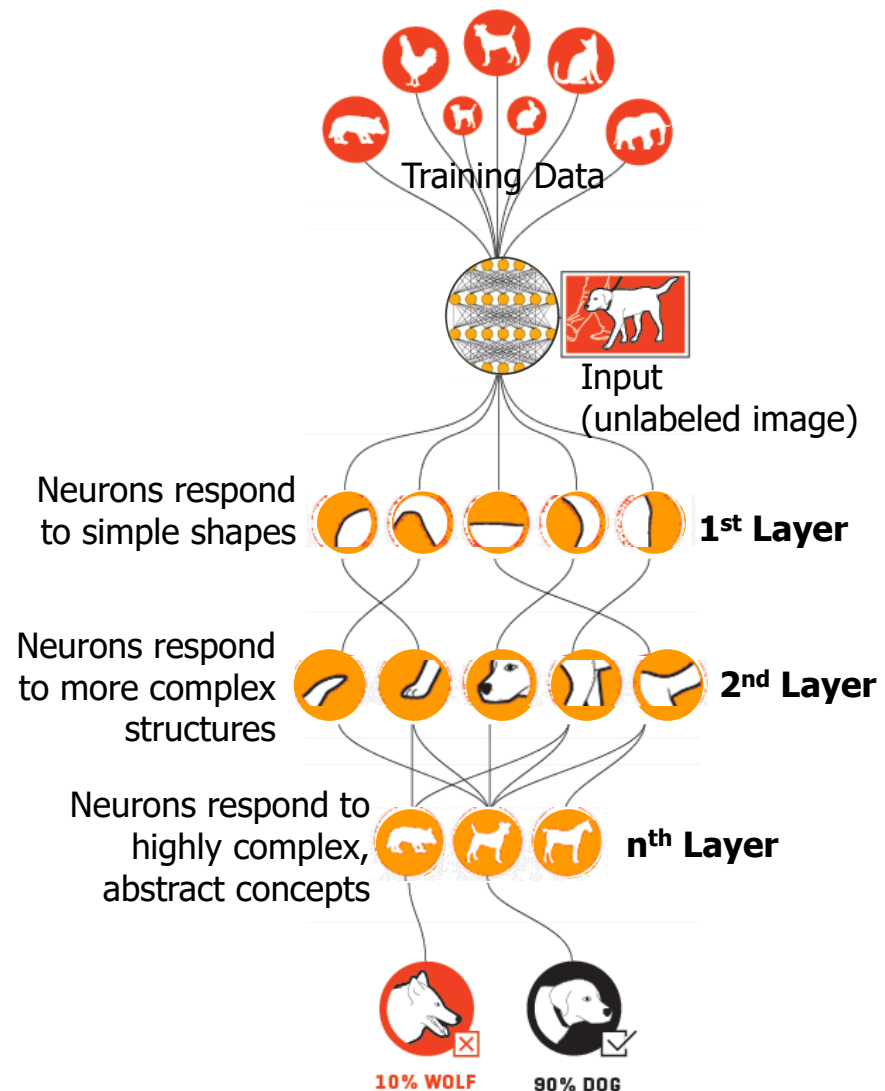 Training Data
Input
(unlabeled image)
Neurons respond
to simple shapes
1st Layer
Neurons respond
to more complex
structures
2nd Layer
Neurons respond to
highly complex,
abstract concepts
nth Layer
10% WOLF
90% DOG